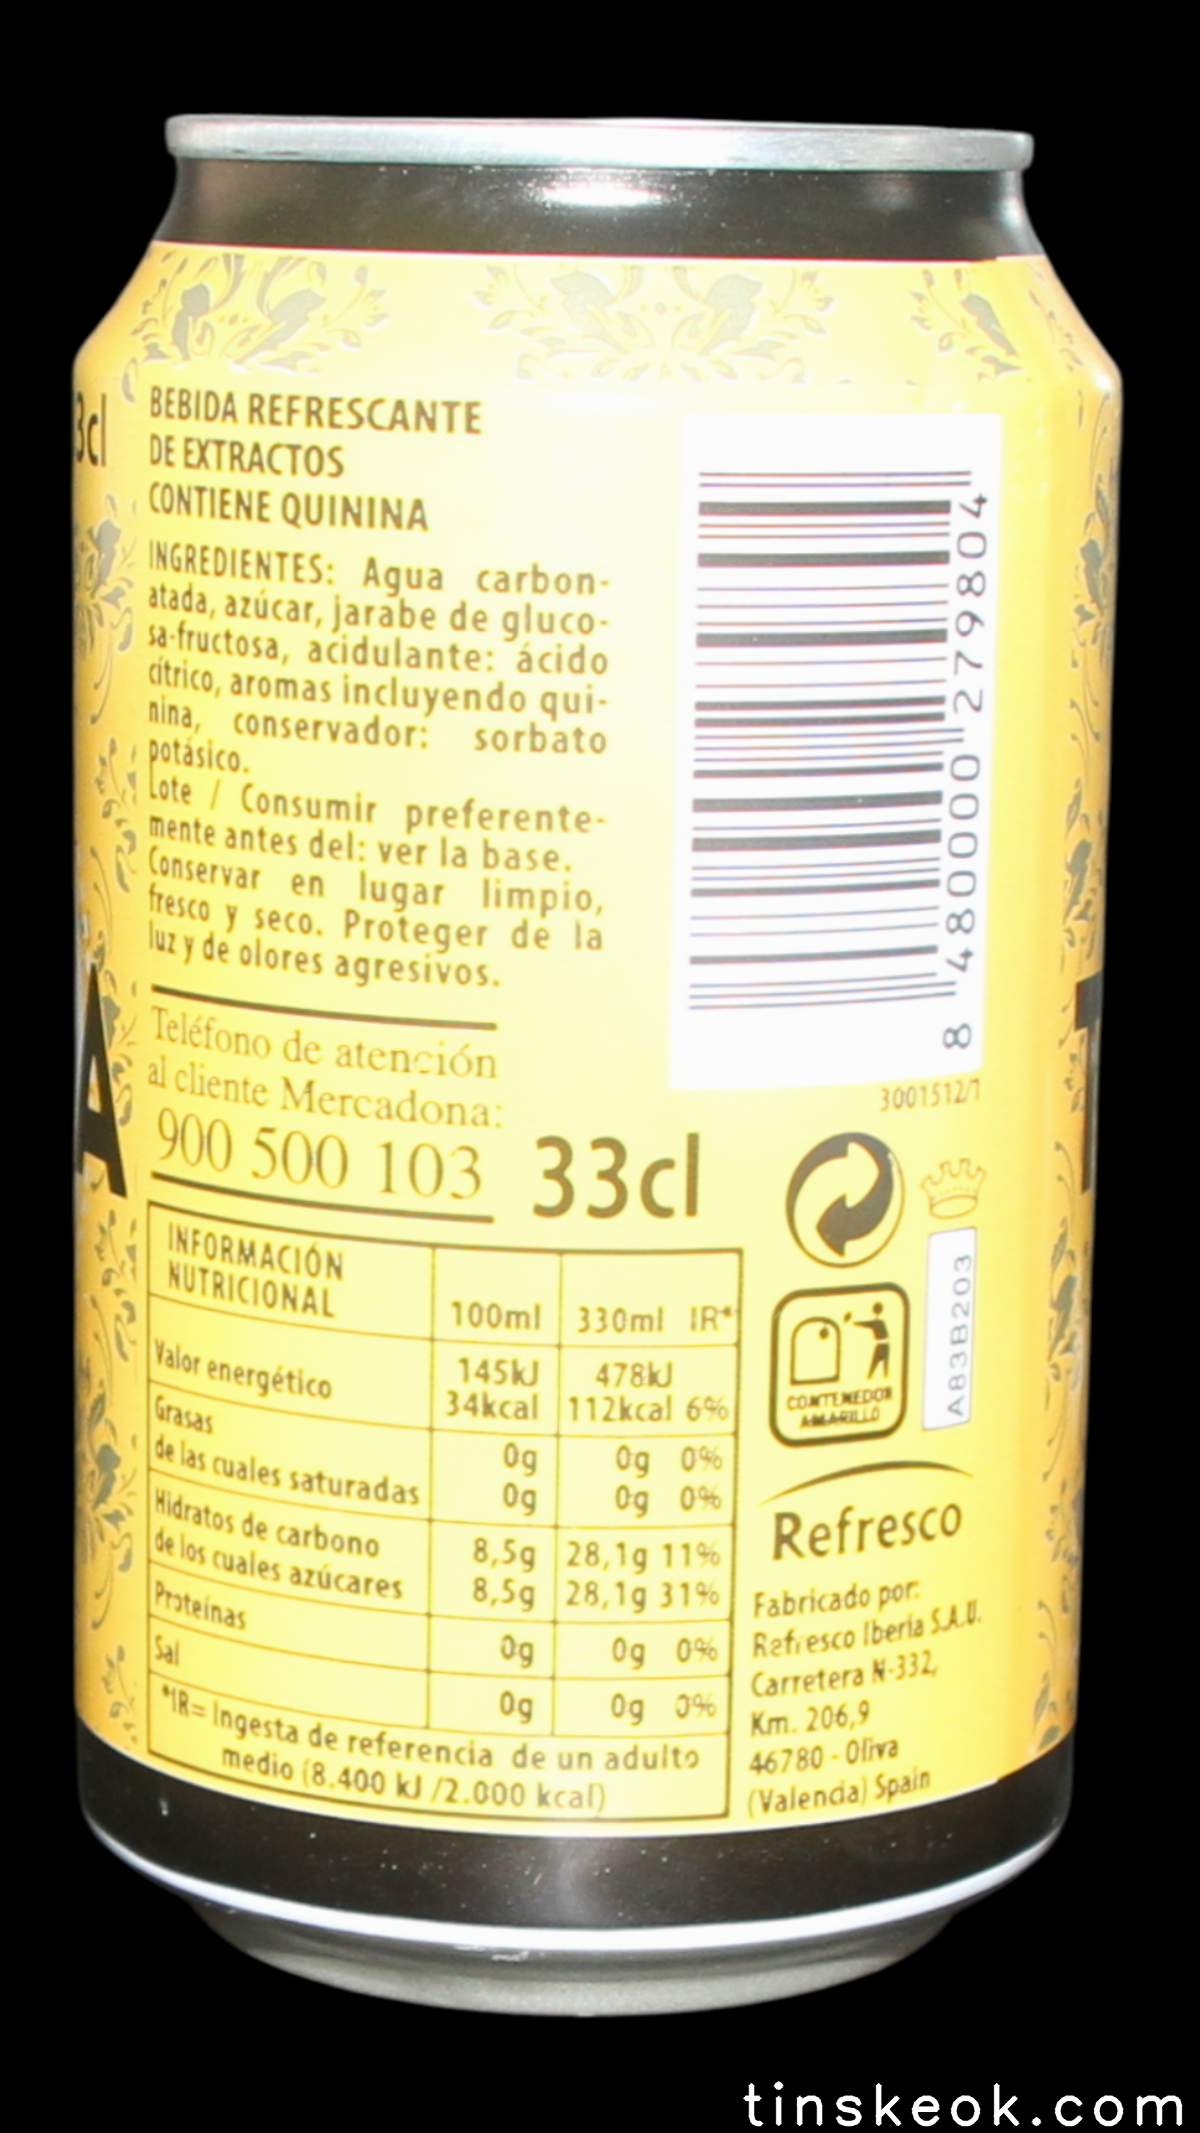 3cl
BEBIDA REFRESCANTE
DE EXTRACTOS
CONTIENE QUININA
INGREDIENTES: Agua carbon-
atada, azúcar, jarabe de gluco-
sa-fructosa, acidulante: ácido
cítrico, aromas incluyendo qui-
nina, conservador: sorbato
potásico.
Lote / Consumir preferente-
mente antes del: ver la base.
Conservar en lugar limpio,
fresco y seco. Proteger de la
luz y de olores agresivos.
Teléfono de atención
al cliente Mercadona:
900 500 103
33cl
A
T
8 480000 279804
3001512/1
A83B203
CONTENEDOR
AMARILLO
INFORMACIÓN
NUTRICIONAL
100ml 330ml IR*
Valor energético 145kJ 478kJ
34kcal 112kcal 6%
Grasas 0g 0g 0%
de las cuales saturadas 0g 0g 0%
Hidratos de carbono 8,5g 28,1g 11%
de los cuales azúcares 8,5g 28,1g 31%
Proteínas 0g 0g 0%
Sal 0g 0g 0%
*IR= Ingesta de referencia de un adulto
medio (8.400 kJ /2.000 kcal)
Refresco
Fabricado por:
Refresco Iberia S.A.U.
Carretera N-332,
Km. 206,9
46780 - Oliva
(Valencia) Spain
tinskeok.com